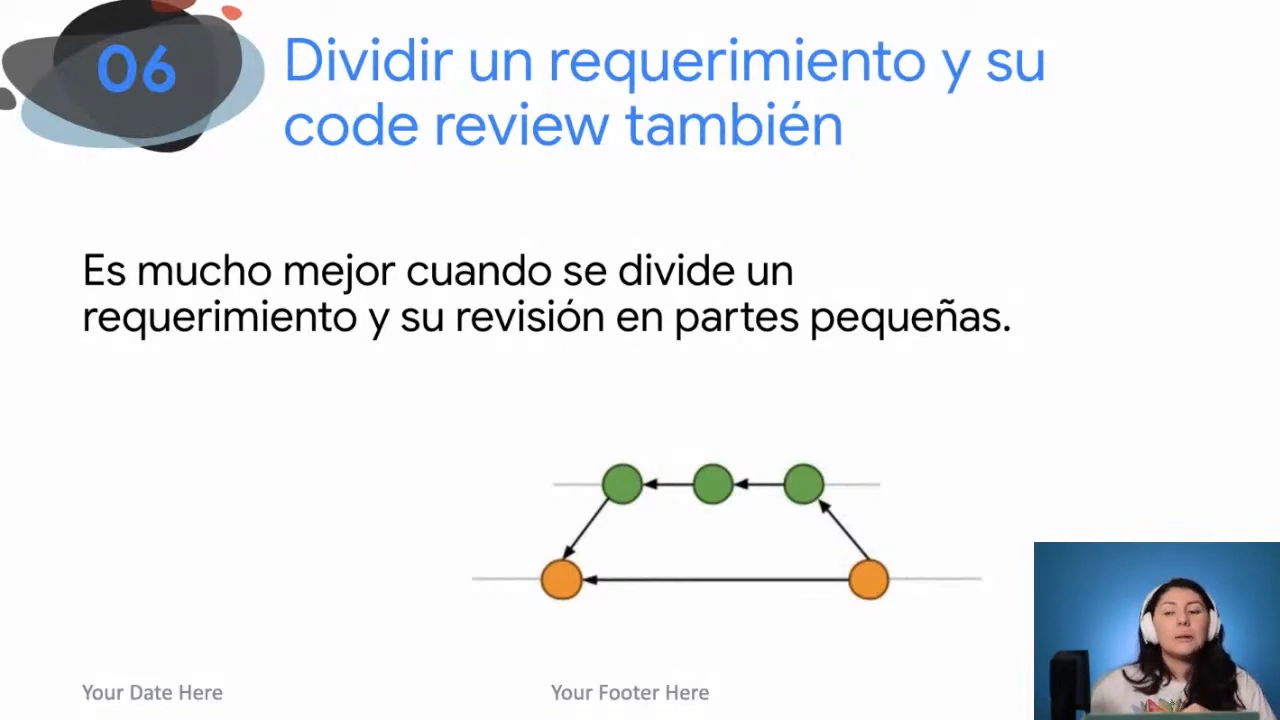 06
Dividir un requerimiento y su
code review también
Es mucho mejor cuando se divide un
requerimiento y su revisión en partes pequeñas.
Your Date Here
Your Footer Here